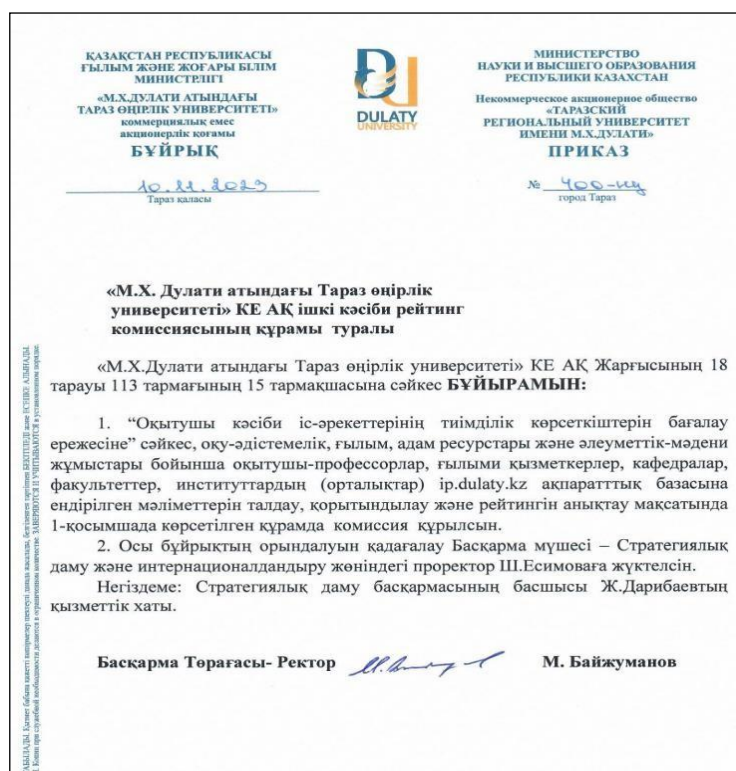 ҚАЗАҚСТАН РЕСПУБЛИКАСЫ
ҒЫЛЫМ ЖӘНЕ ЖОҒАРЫ БІЛІМ
МИНИСТРЛІГІ
«М.Х.ДУЛАТИ АТЫНДАҒЫ
ТАРАЗ ӨҢІРЛІК УНИВЕРСИТЕТІ»
коммерциялық емес
акционерлік қоғамы
БҰЙРЫҚ
10.11.2023
Тараз қаласы
DULATY
UNIVERSITY
МИНИСТЕРСТВО
НАУКИ И ВЫСШЕГО ОБРАЗОВАНИЯ
РЕСПУБЛИКИ КАЗАХСТАН
Некоммерческое акционерное общество
«ТАРАЗСКИЙ
РЕГИОНАЛЬНЫЙ УНИВЕРСИТЕТ
ИМЕНИ М.Х.ДУЛАТИ»
ПРИКАЗ
№ 400-нқ
город Тараз
«М.Х. Дулати атындағы Тараз өңірлік
университеті» КЕ АҚ ішкі кәсіби рейтинг
комиссиясының құрамы туралы
«М.Х.Дулати атындағы Тараз өңірлік университеті» КЕ АҚ Жарғысының 18
тарауы 113 тармағының 15 тармақшасына сәйкес БҰЙЫРАМЫН:
1. “Оқытушы кәсіби іс-әрекеттерінің тиімділік көрсеткіштерін бағалау
ережесіне” сәйкес, оқу-әдістемелік, ғылым, адам ресурстары және әлеуметтік-мәдени
жұмыстары бойынша оқытушы-профессорлар, ғылыми қызметкерлер, кафедралар,
факультеттер, институттардың (орталықтар) ip.dulaty.kz ақпаратттық базасына
ендірілген мәліметтерін талдау, қорытындылау және рейтингін анықтау мақсатында
1-қосымшада көрсетілген құрамда комиссия құрылсын.
2. Осы бұйрықтың орындалуын қадағалау Басқарма мүшесі – Стратегиялық
даму және интернационалдандыру жөніндегі проректор Ш.Есимоваға жүктелсін.
Негіздеме: Стратегиялық даму басқармасының басшысы Ж.Дарибаевтың
қызметтік хаты.
Басқарма Төрағасы- Ректор М. Байжуманов